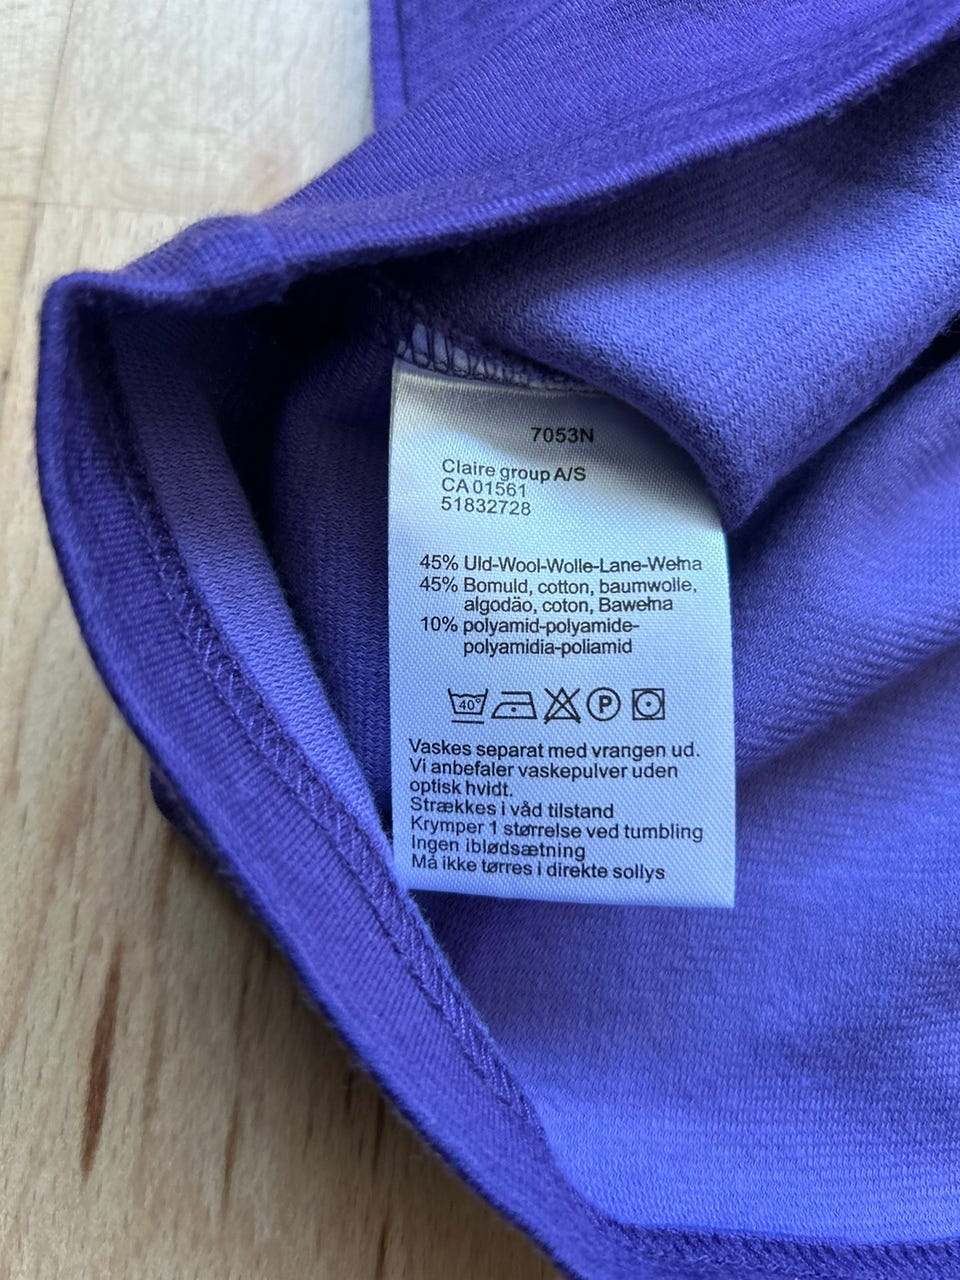 7053N
Claire group A/S
CA 01561
51832728
45% Uld-Wool-Wolle-Lane-Wełna
45% Bomuld, cotton, baumwolle,
algodäo, coton, Bawełna
10% polyamid-polyamide-
polyamidia-poliamid
40°
P
Vaskes separat med vrangen ud.
Vi anbefaler vaskepulver uden
optisk hvidt.
Strækkes i våd tilstand
Krymper 1 størrelse ved tumbling
Ingen iblødsætning
Må ikke tørres i direkte sollys